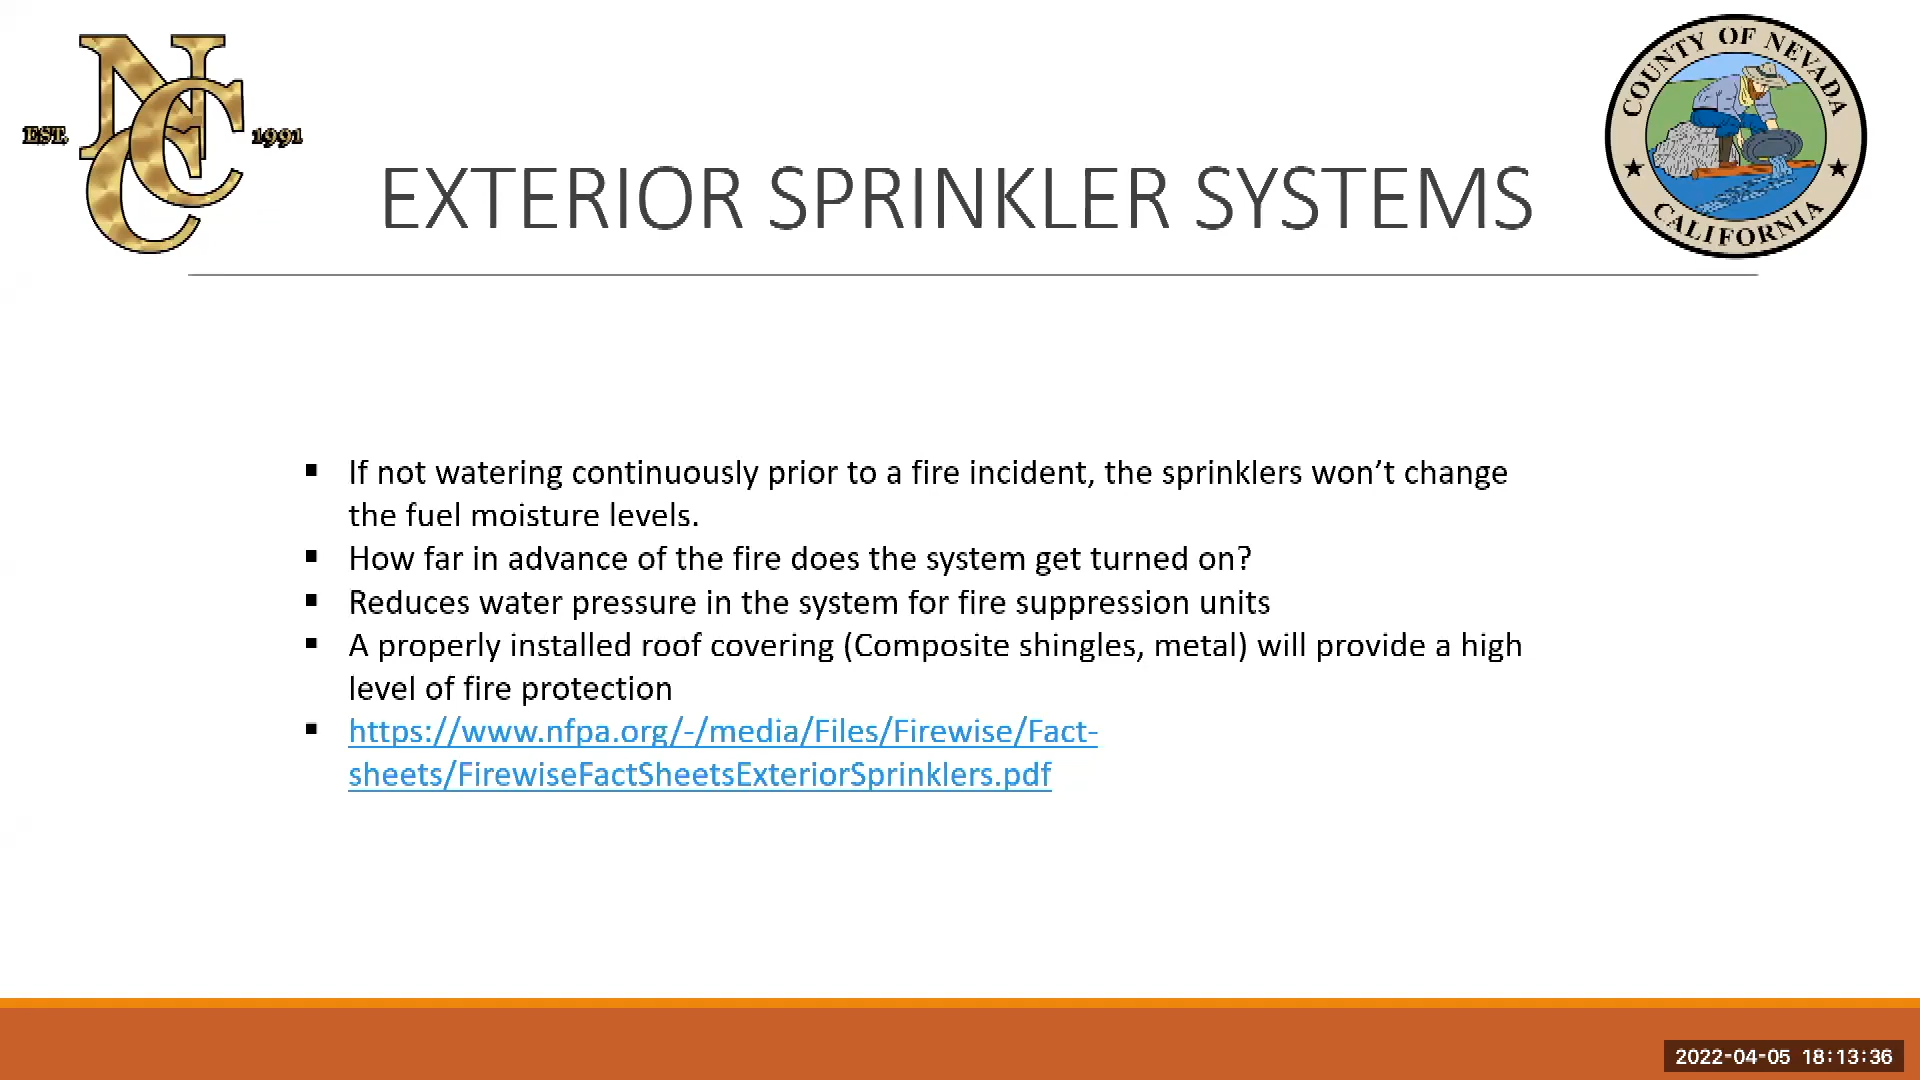 NCC
EST. 1991
COUNTY OF NEVADA
CALIFORNIA
EXTERIOR SPRINKLER SYSTEMS
▪ If not watering continuously prior to a fire incident, the sprinklers won’t change
the fuel moisture levels.
▪ How far in advance of the fire does the system get turned on?
▪ Reduces water pressure in the system for fire suppression units
▪ A properly installed roof covering (Composite shingles, metal) will provide a high
level of fire protection
▪ https://www.nfpa.org/-/media/Files/Firewise/Fact-
sheets/FirewiseFactSheetsExteriorSprinklers.pdf
2022-04-05 18:13:36